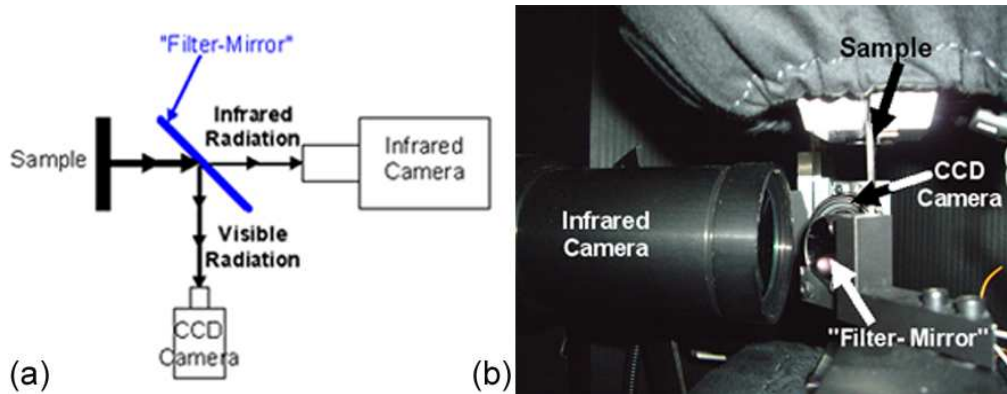 "Filter-Mirror"
Infrared
Radiation
Sample
Infrared
Camera
Visible
Radiation
CCD
Camera
(a)
Sample
CCD
Camera
Infrared
Camera
"Filter- Mirror"
(b)